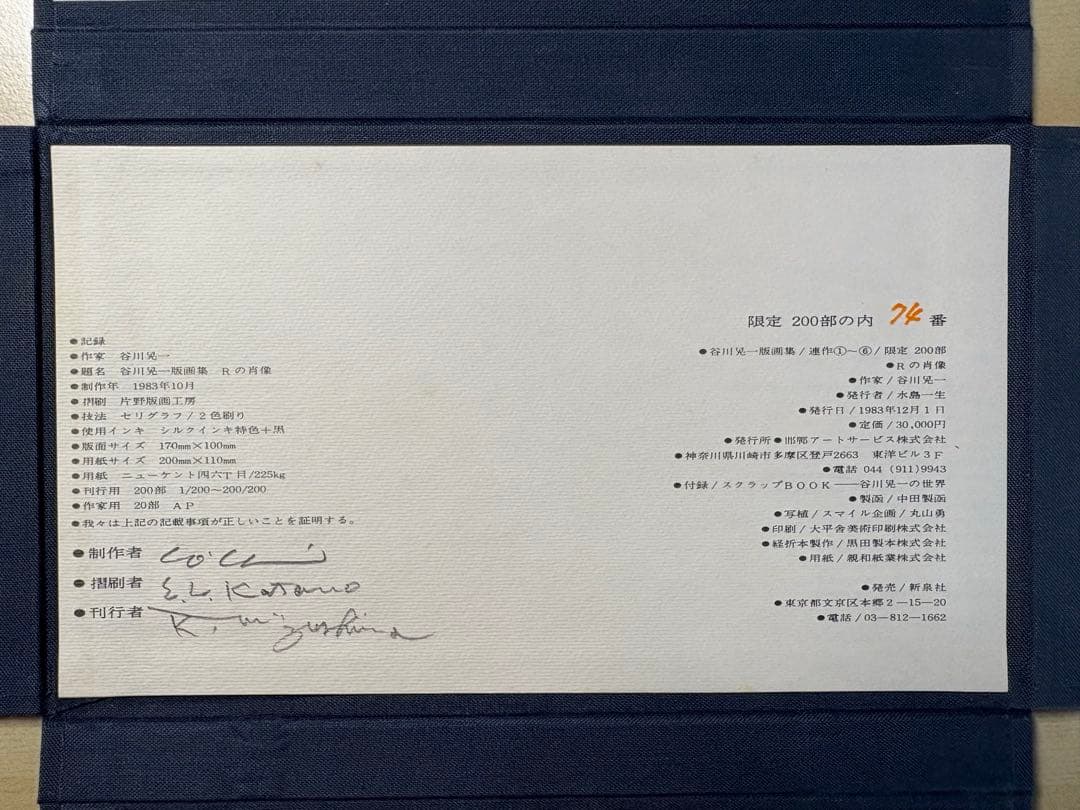 ●記録
●作家　谷川晃一
●題名　谷川晃一版画集　Rの肖像
●制作年　1983年10月
●摺刷　片野版画工房
●技法　セリグラフ/2色刷り
●使用インキ　シルクインキ特色＋黒
●版面サイズ　170mm×100mm
●用紙サイズ　200mm×110mm
●用紙　ニューケント四六丁目/225kg
●刊行用　200部　1/200〜200/200
●作家用　20部　AP
●我々は上記の記載事項が正しいことを証明する。
●制作者
●摺刷者　E.L. Katano
●刊行者　K. Mizushima
限定 200部の内 74 番
●谷川晃一版画集/連作①〜⑥/限定 200部
●Rの肖像
●作家/谷川晃一
●発行者/水島一生
●発行日/1983年12月1日
●定価/30,000円
●発行所●邯鄲アートサービス株式会社
●神奈川県川崎市多摩区登戸2663　東洋ビル3F
●電話 044 (911)9943
●付録/スクラップBOOK──谷川晃一の世界
●製函/中田製函
●写植/スマイル企画/丸山勇
●印刷/大平舎美術印刷株式会社
●経折本製作/黒田製本株式会社
●用紙/親和紙業株式会社
●発売/新泉社
●東京都文京区本郷2―15―20
●電話/03―812―1662